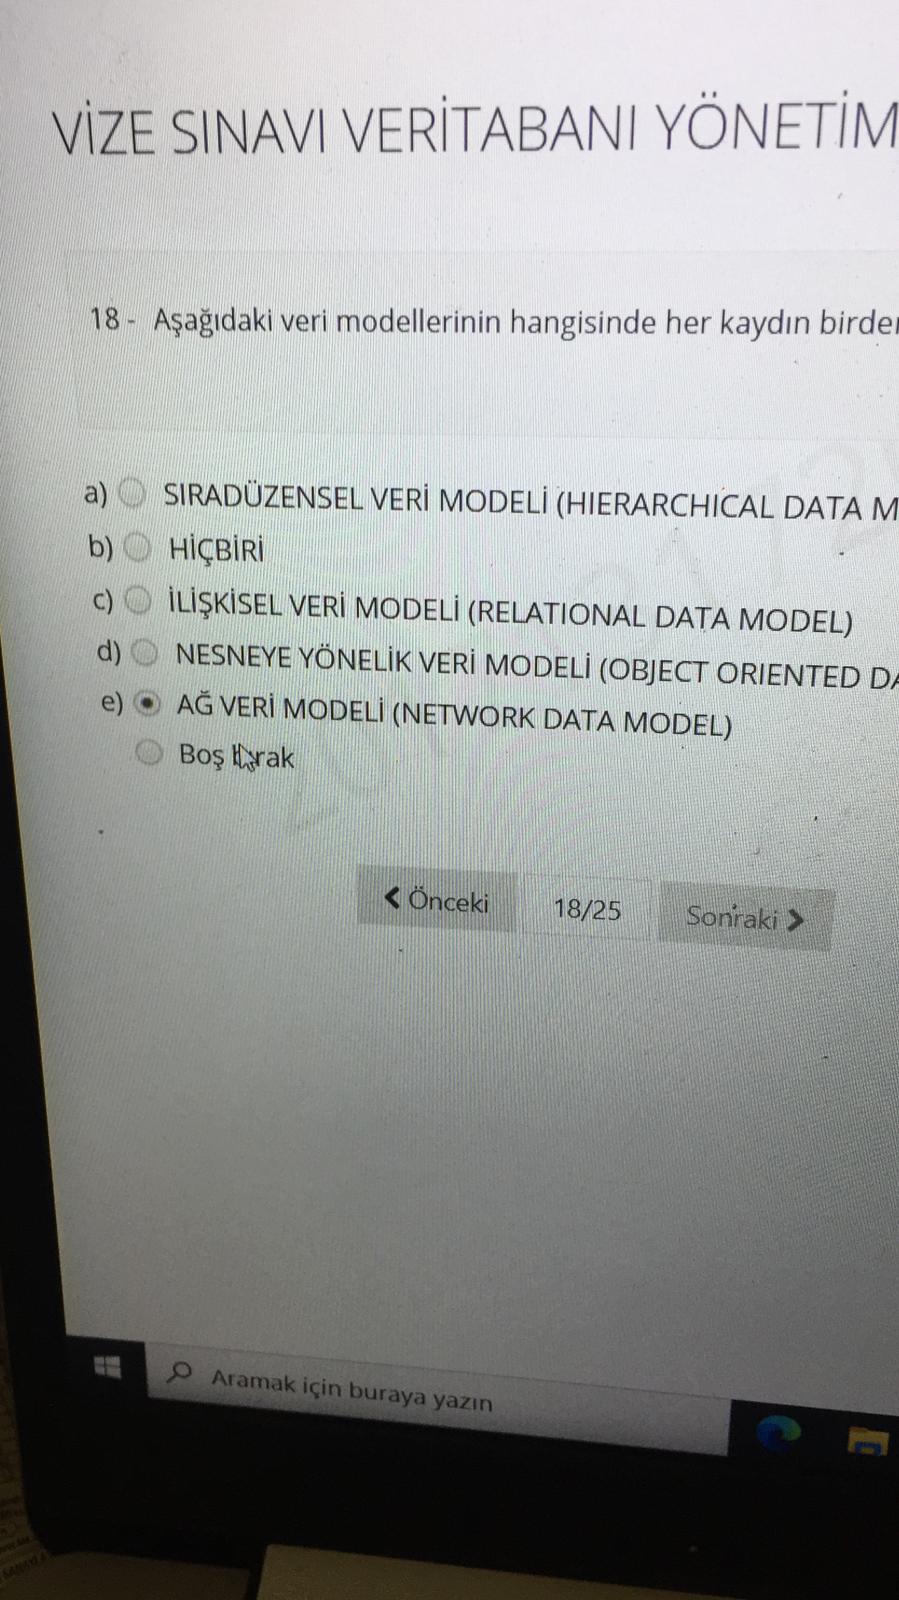 VİZE SINAVI VERİTABANI YÖNETİM
18 - Aşağıdaki veri modellerinin hangisinde her kaydın birde
a) SIRADÜZENSEL VERİ MODELİ (HIERARCHICAL DATA M
b) HİÇBİRİ
c) İLİŞKİSEL VERİ MODELİ (RELATIONAL DATA MODEL)
d) NESNEYE YÖNELİK VERİ MODELİ (OBJECT ORIENTED DA
e) AĞ VERİ MODELİ (NETWORK DATA MODEL)
Boş bırak
Önceki 18/25 Sonraki
Aramak için buraya yazın